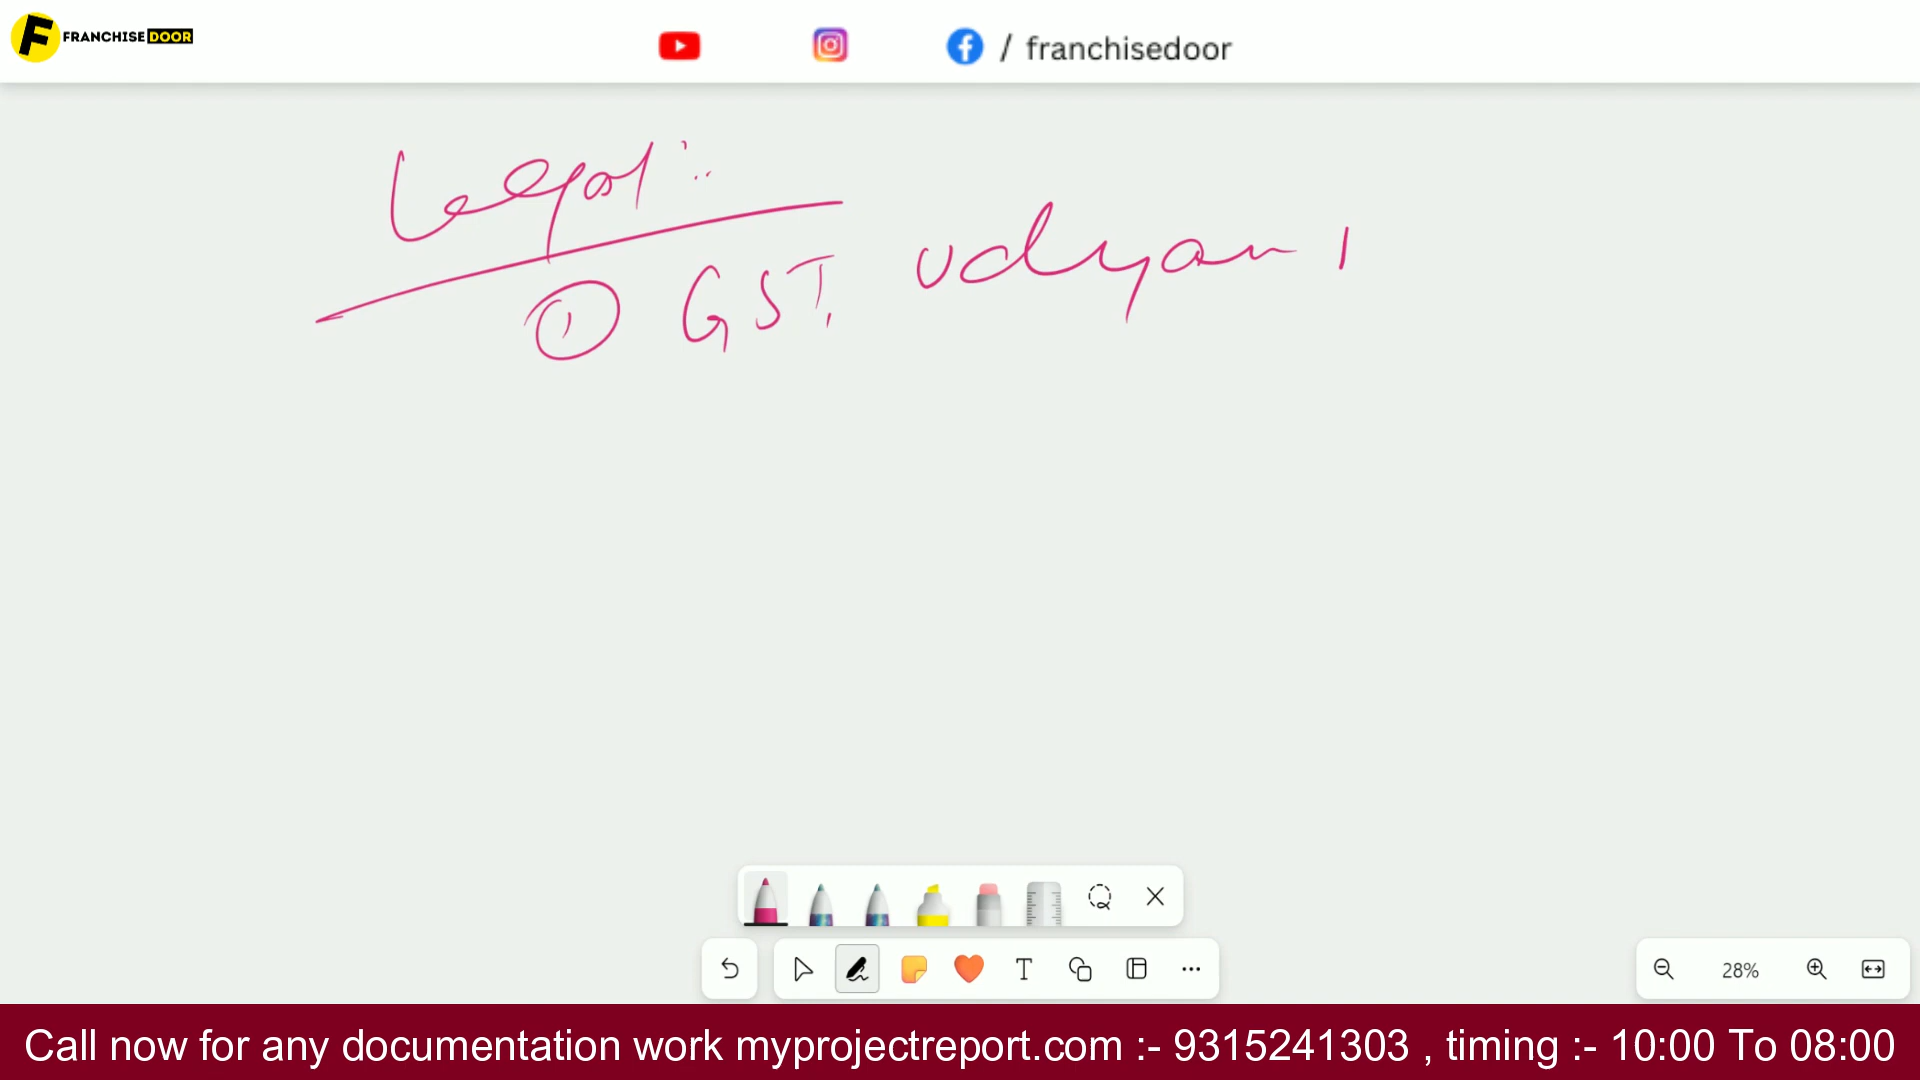 FRANCHISE DOOR
/ franchisedoor
Legal :-
① GST, Udyam,
28%
Call now for any documentation work myprojectreport.com :- 9315241303 , timing :- 10:00 To 08:00